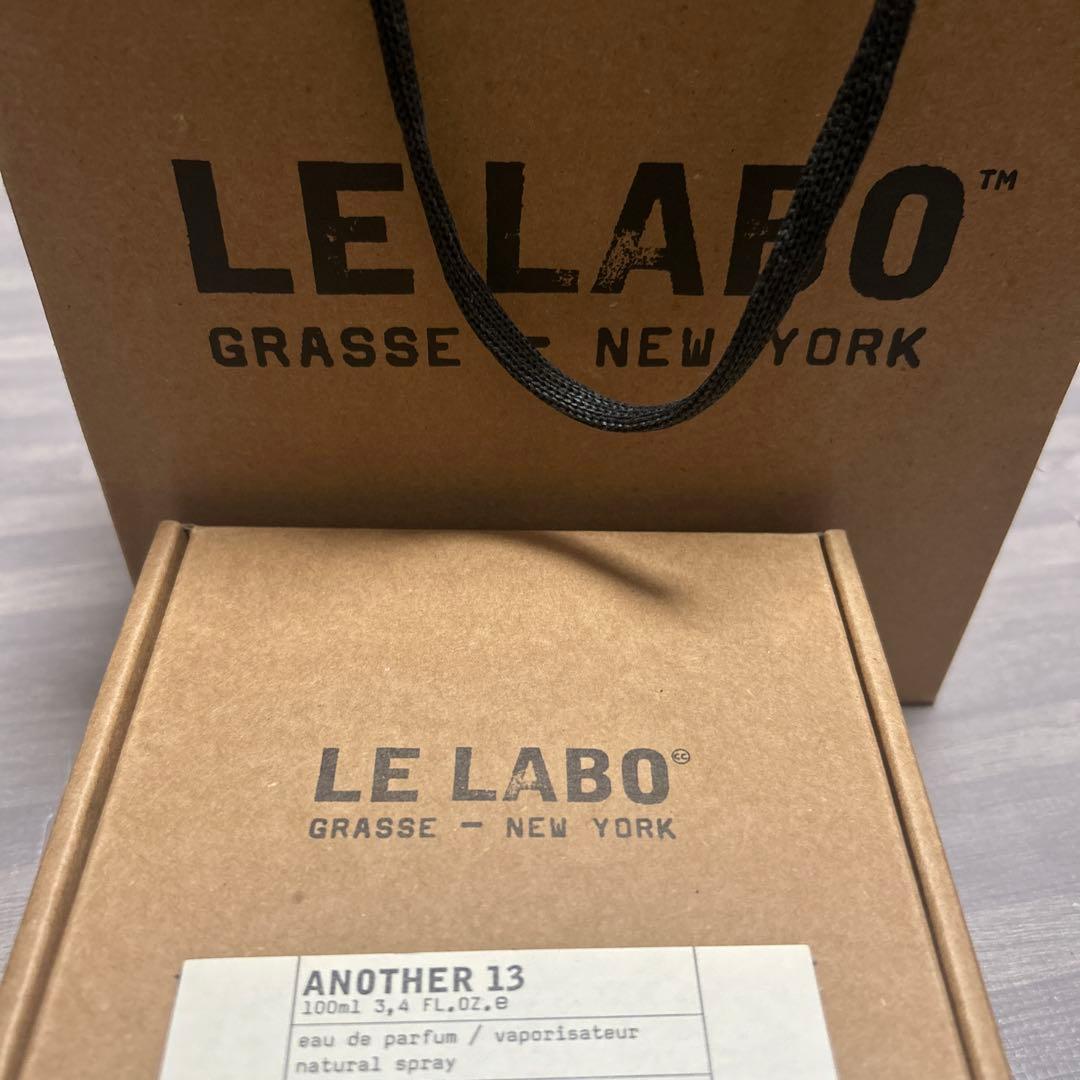 LE LABO™
GRASSE - NEW YORK
LE LABO
GRASSE - NEW YORK
ANOTHER 13
100ml 3,4 FL.OZ.e
eau de parfum / vaporisateur
natural spray